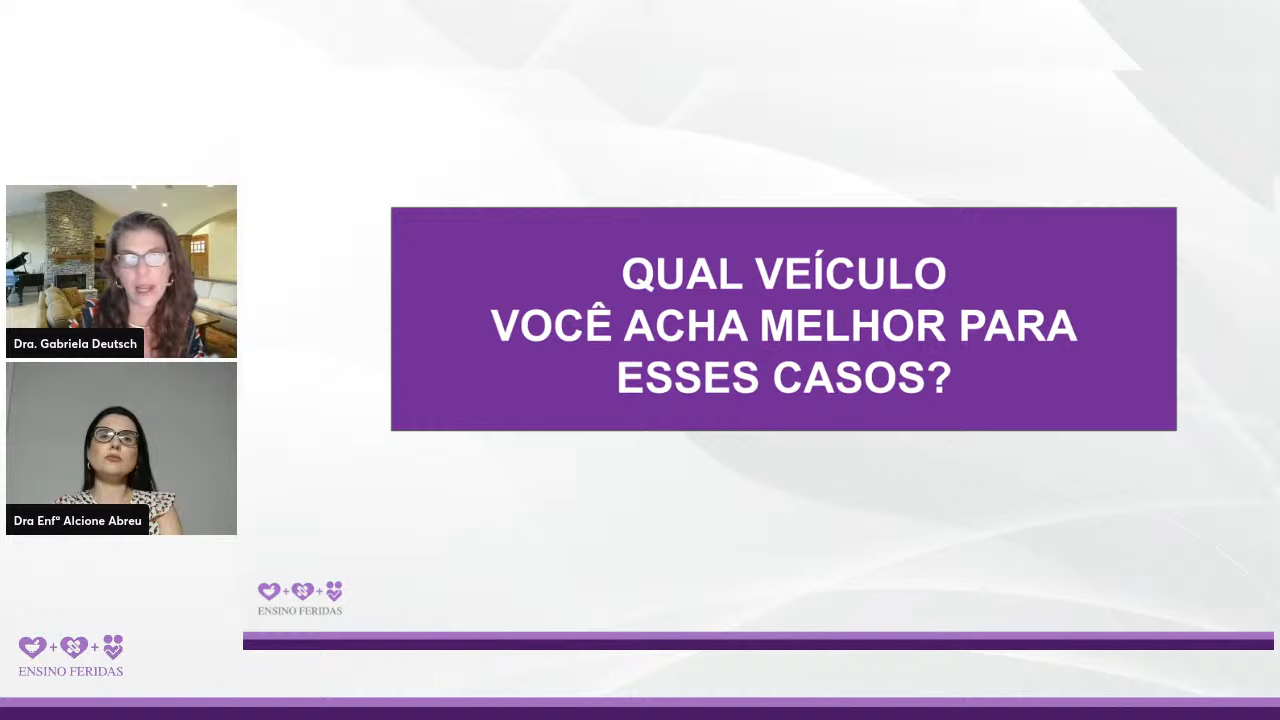 QUAL VEÍCULO
VOCÊ ACHA MELHOR PARA
ESSES CASOS?
Dra. Gabriela Deutsch
Dra Enfª Alcione Abreu
ENSINO FERIDAS
ENSINO FERIDAS